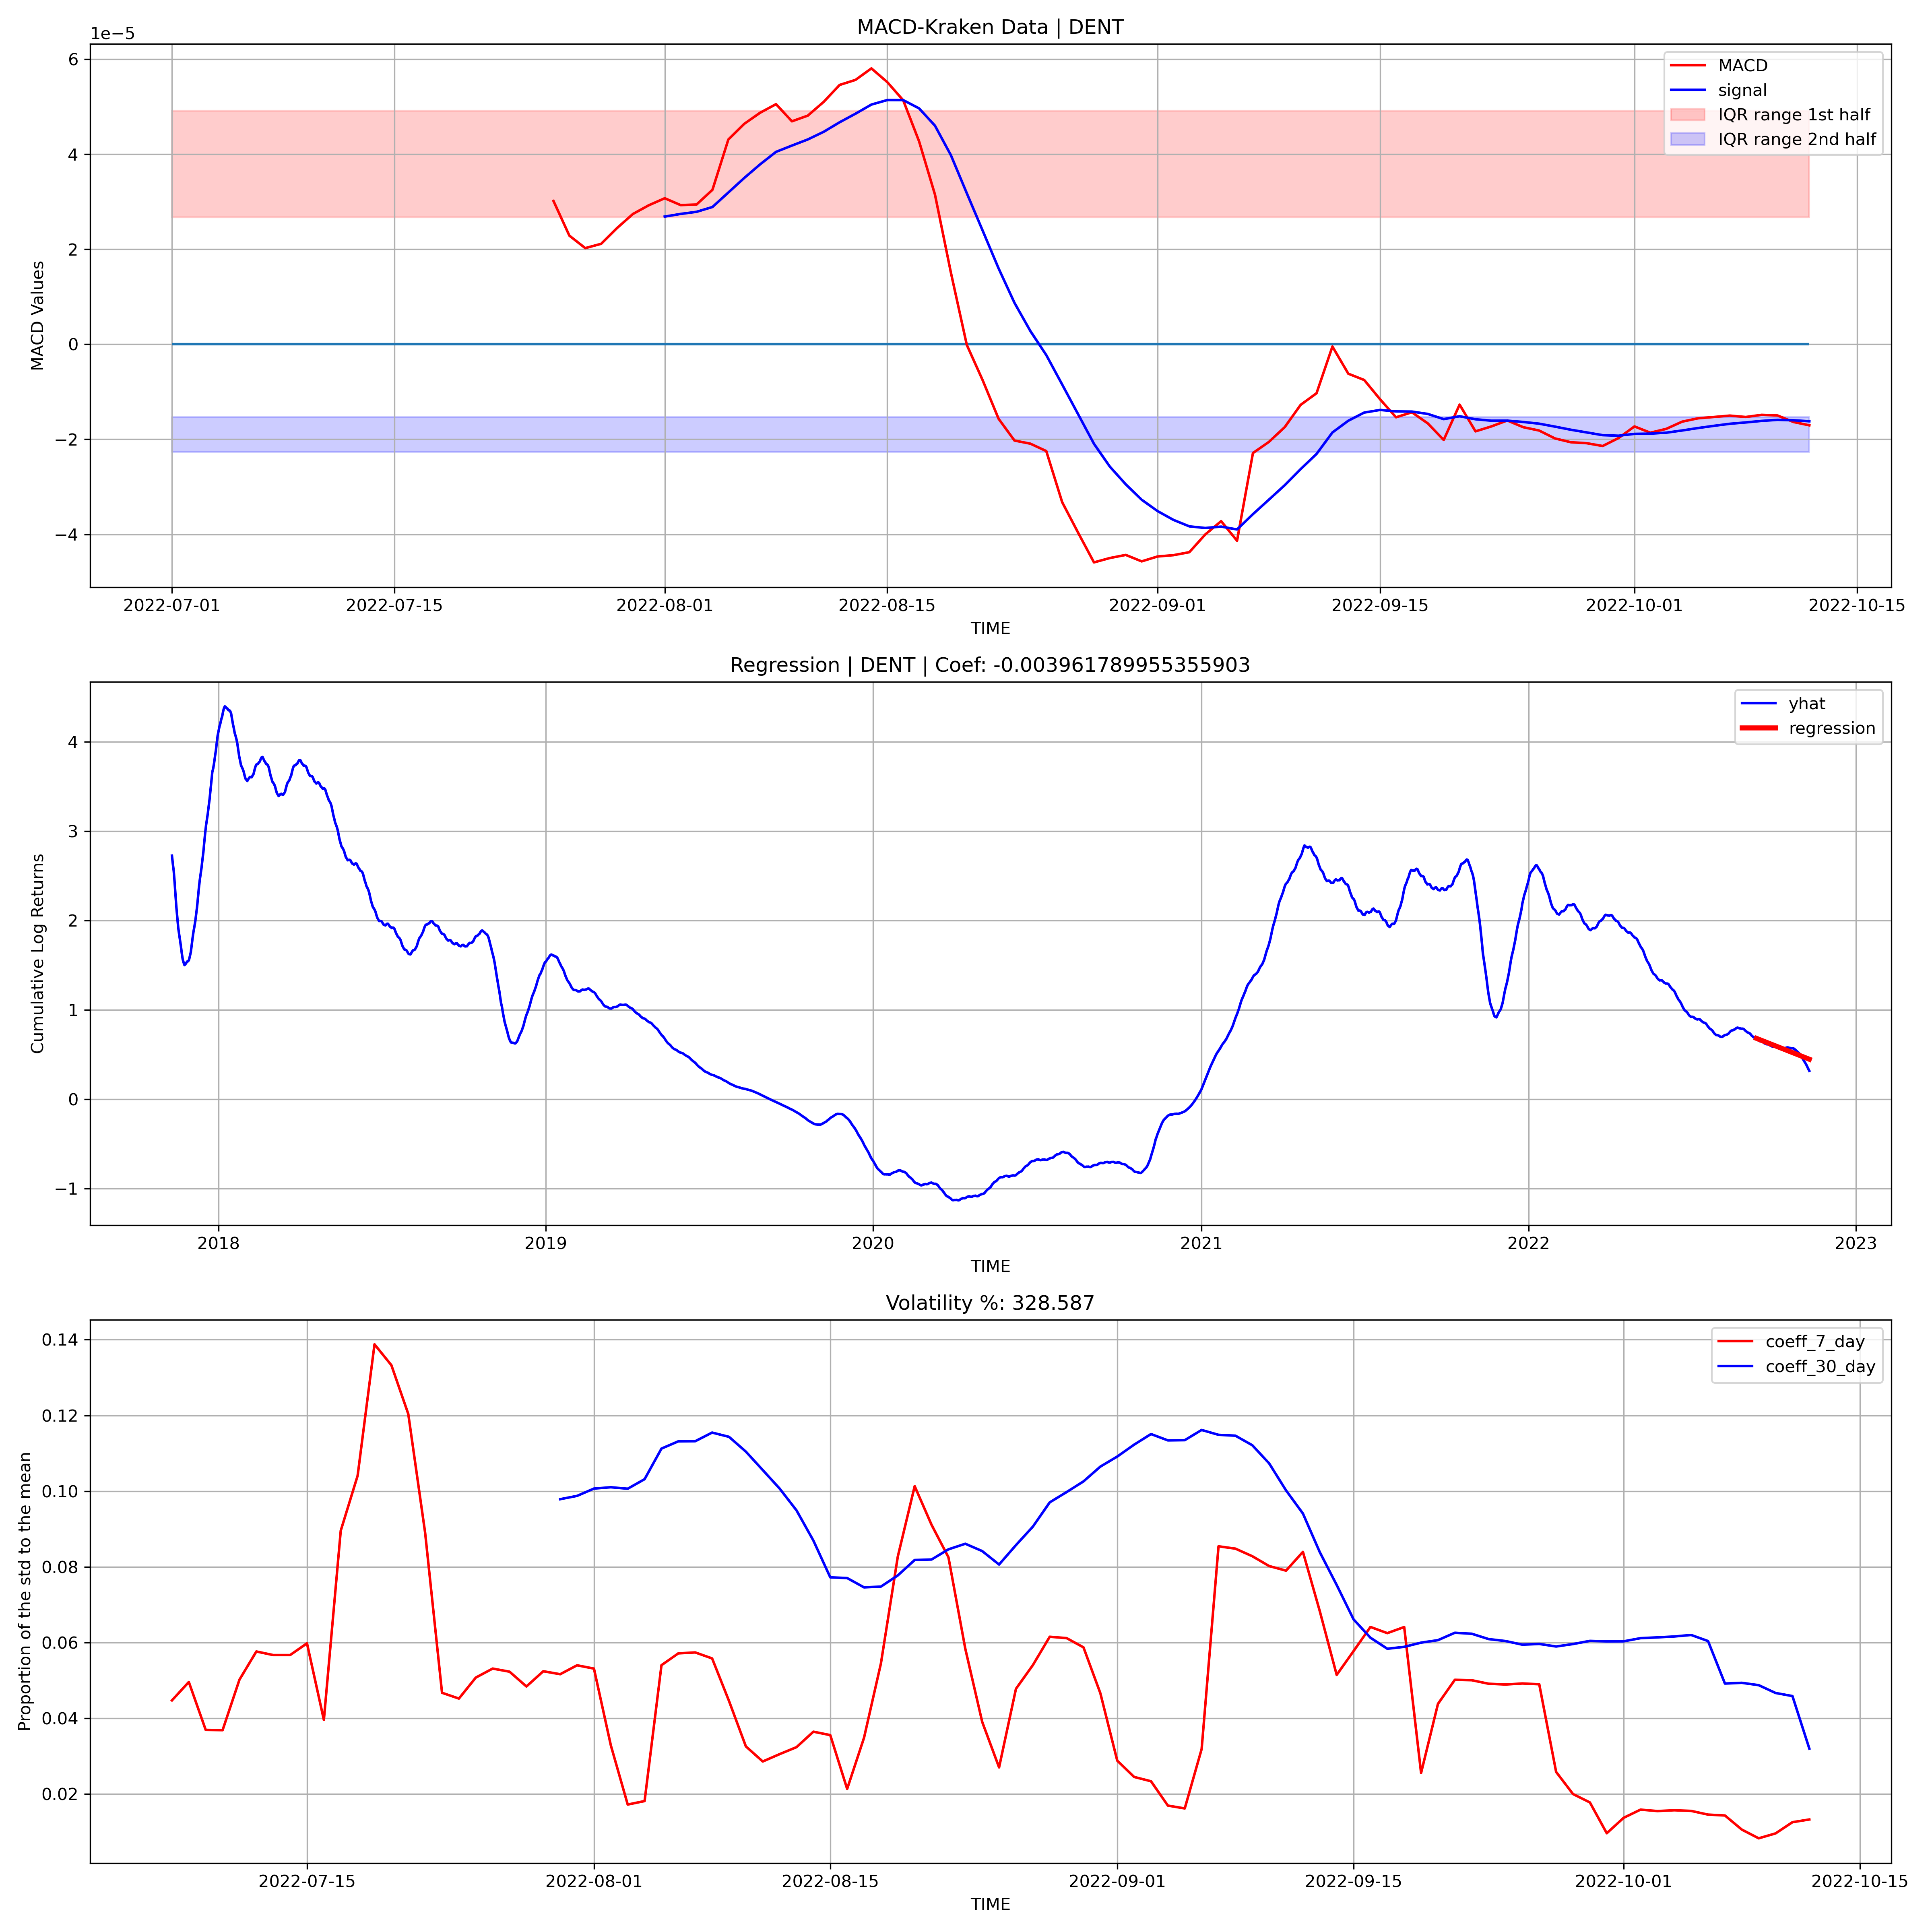 MACD-Kraken Data | DENT
1e−5
6
4
2
0
−2
−4
MACD Values
MACD
signal
IQR range 1st half
IQR range 2nd half
2022-07-01 2022-07-15 2022-08-01 2022-08-15 2022-09-01 2022-09-15 2022-10-01 2022-10-15
TIME
Regression | DENT | Coef: -0.003961789955355903
4
3
2
1
0
−1
Cumulative Log Returns
yhat
regression
2018 2019 2020 2021 2022 2023
TIME
Volatility %: 328.587
0.14
0.12
0.10
0.08
0.06
0.04
0.02
Proportion of the std to the mean
coeff_7_day
coeff_30_day
2022-07-15 2022-08-01 2022-08-15 2022-09-01 2022-09-15 2022-10-01 2022-10-15
TIME